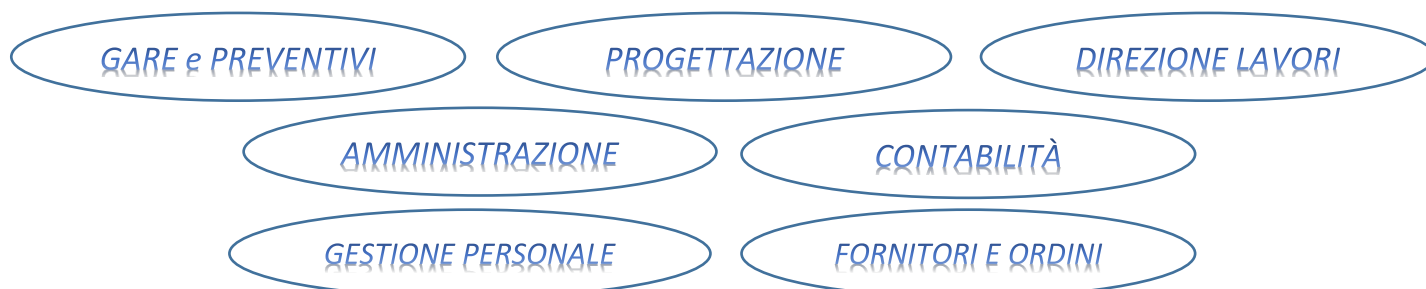 GARE e PREVENTIVI
PROGETTAZIONE
DIREZIONE LAVORI
AMMINISTRAZIONE
CONTABILITÀ
GESTIONE PERSONALE
FORNITORI E ORDINI